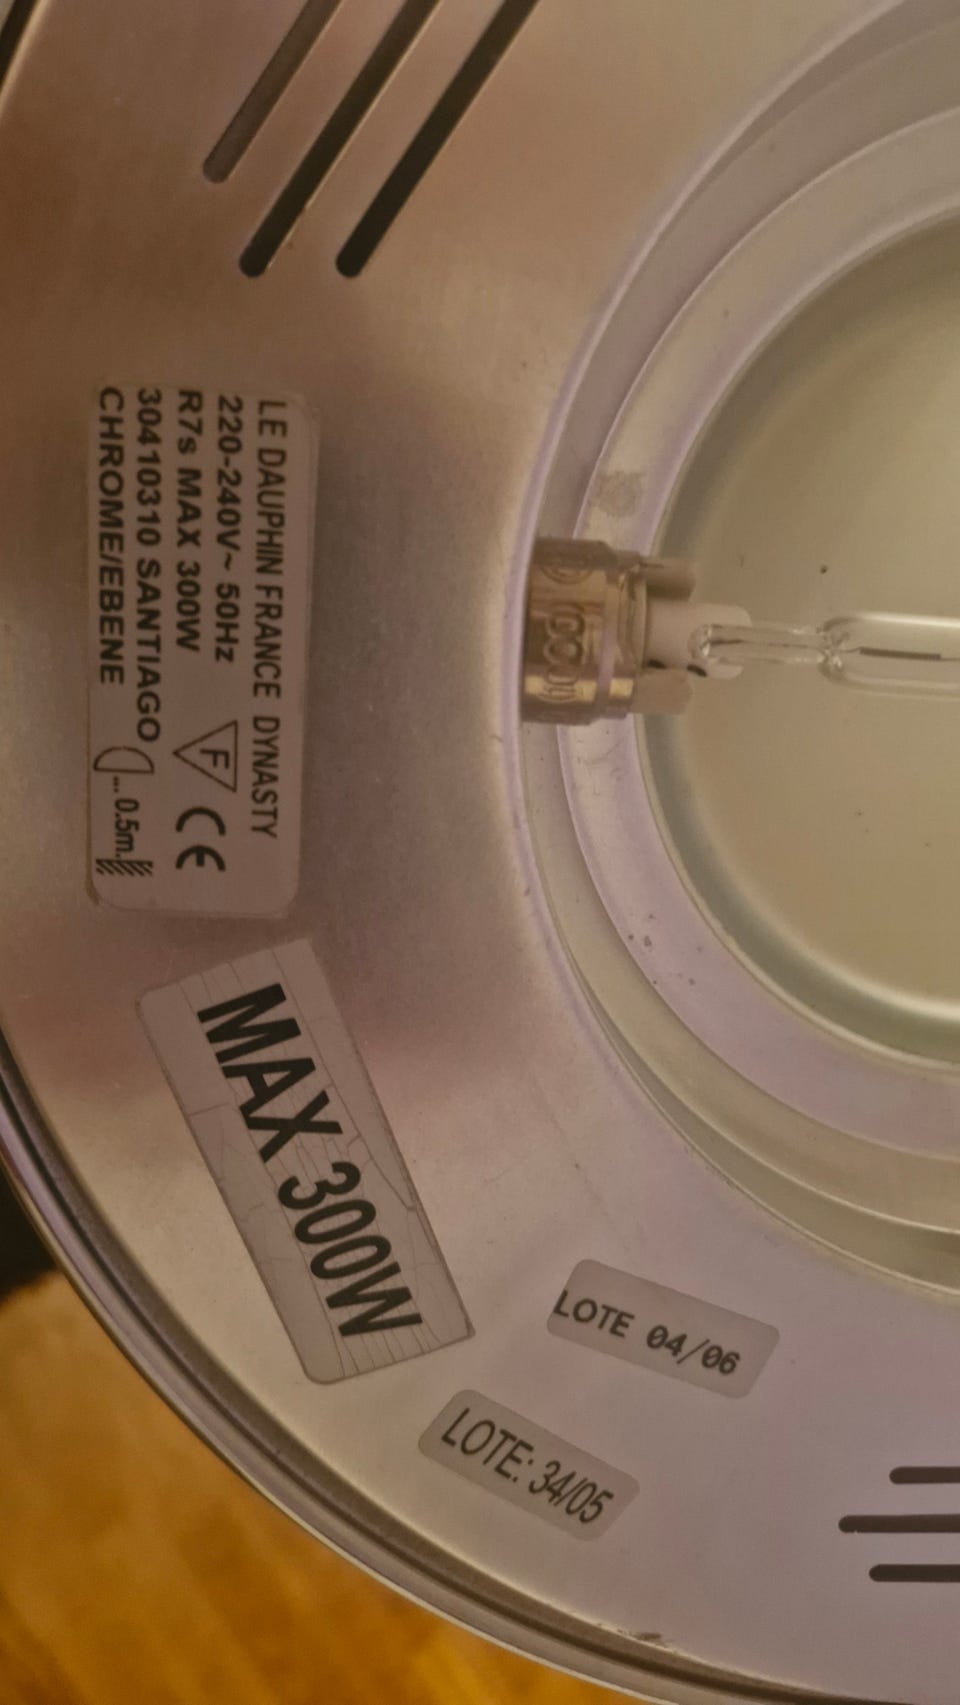 LE DAUPHIN FRANCE DYNASTY
220-240V~ 50Hz F CE
R7s MAX 300W
30410310 SANTIAGO
CHROME/EBENE ... 0.5m.
MAX 300W
LOTE 04/06
LOTE: 34/05